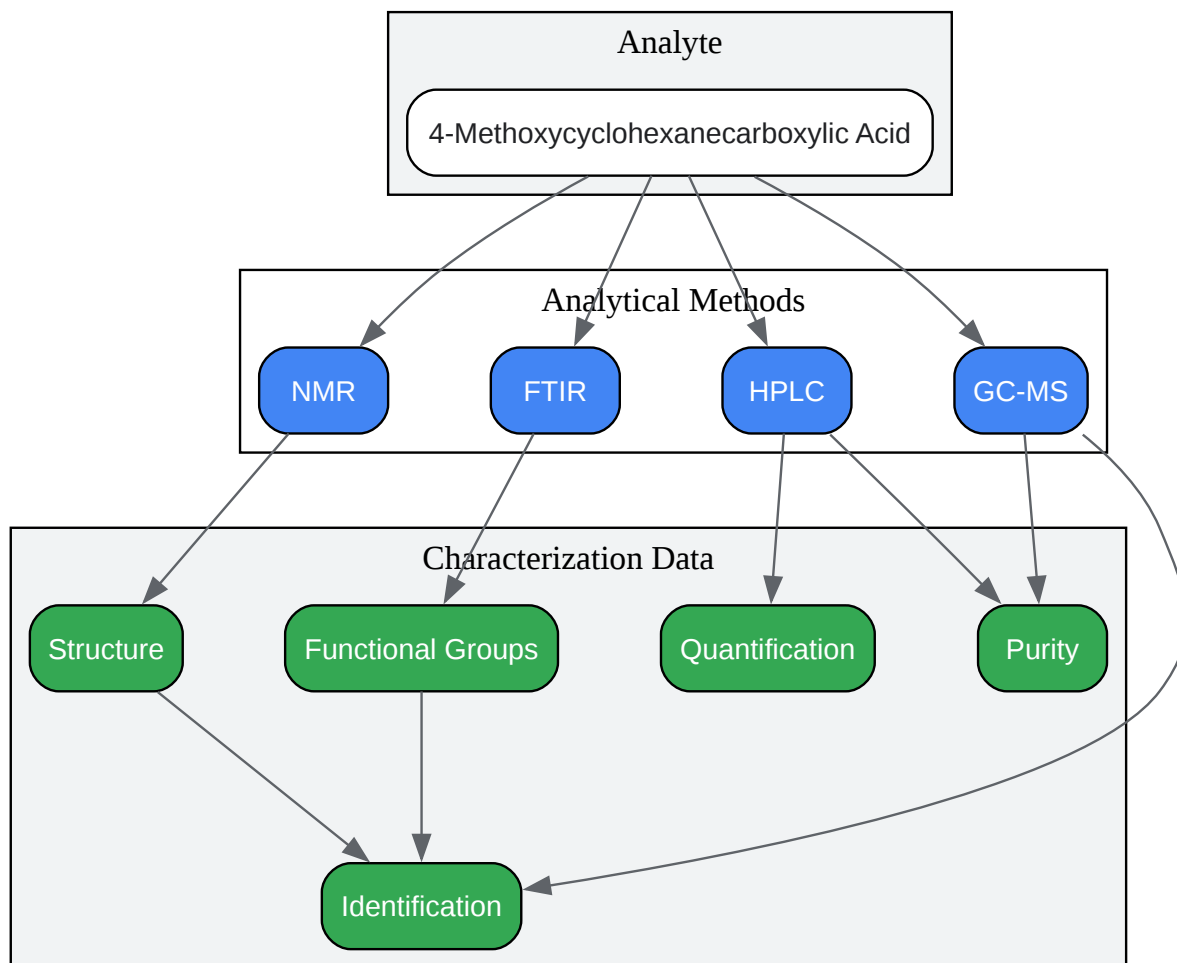 Analyte
4-Methoxycyclohexanecarboxylic Acid
Analytical Methods
NMR
FTIR
HPLC
GC-MS
Characterization Data
Structure
Functional Groups
Quantification
Purity
Identification